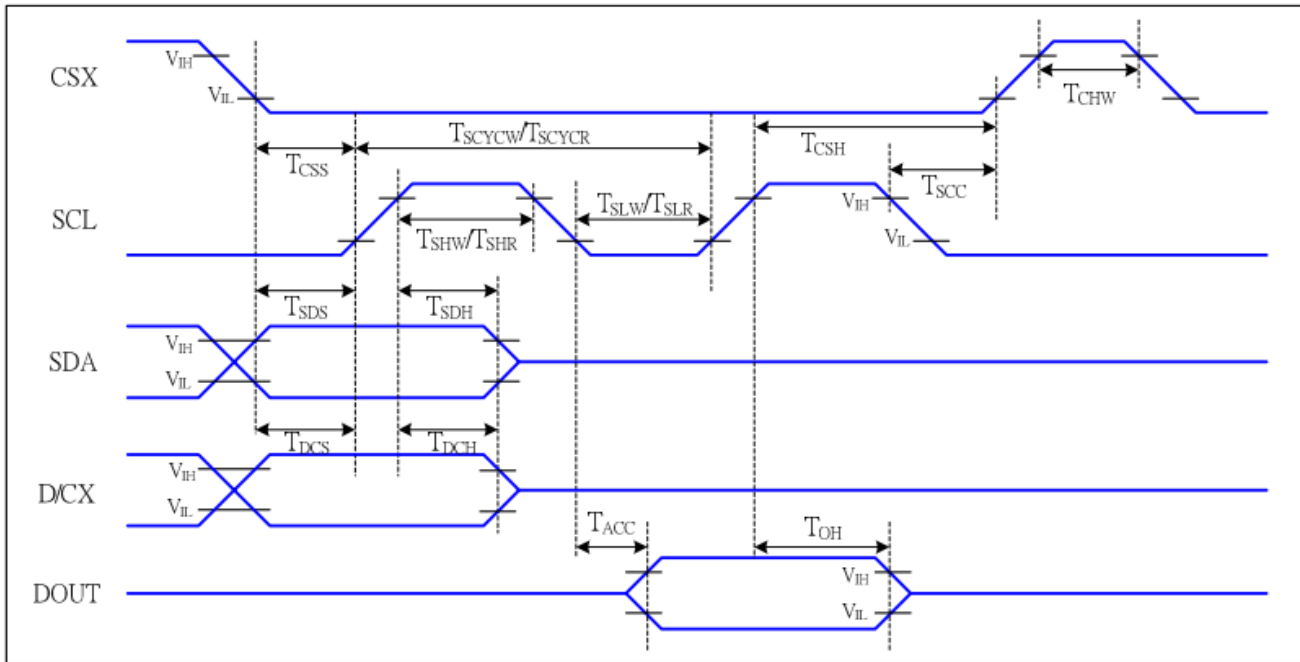 CSX
VIH
VIL
TCHW
TSCYCW/TSCYCR
TCSS
TCSH
TSCC
SCL
TSHW/TSHR
TSLW/TSLR
VIH
VIL
TSDS
TSDH
SDA
VIH
VIL
TDCS
TDCH
D/CX
VIH
VIL
TACC
TOH
DOUT
VIH
VIL